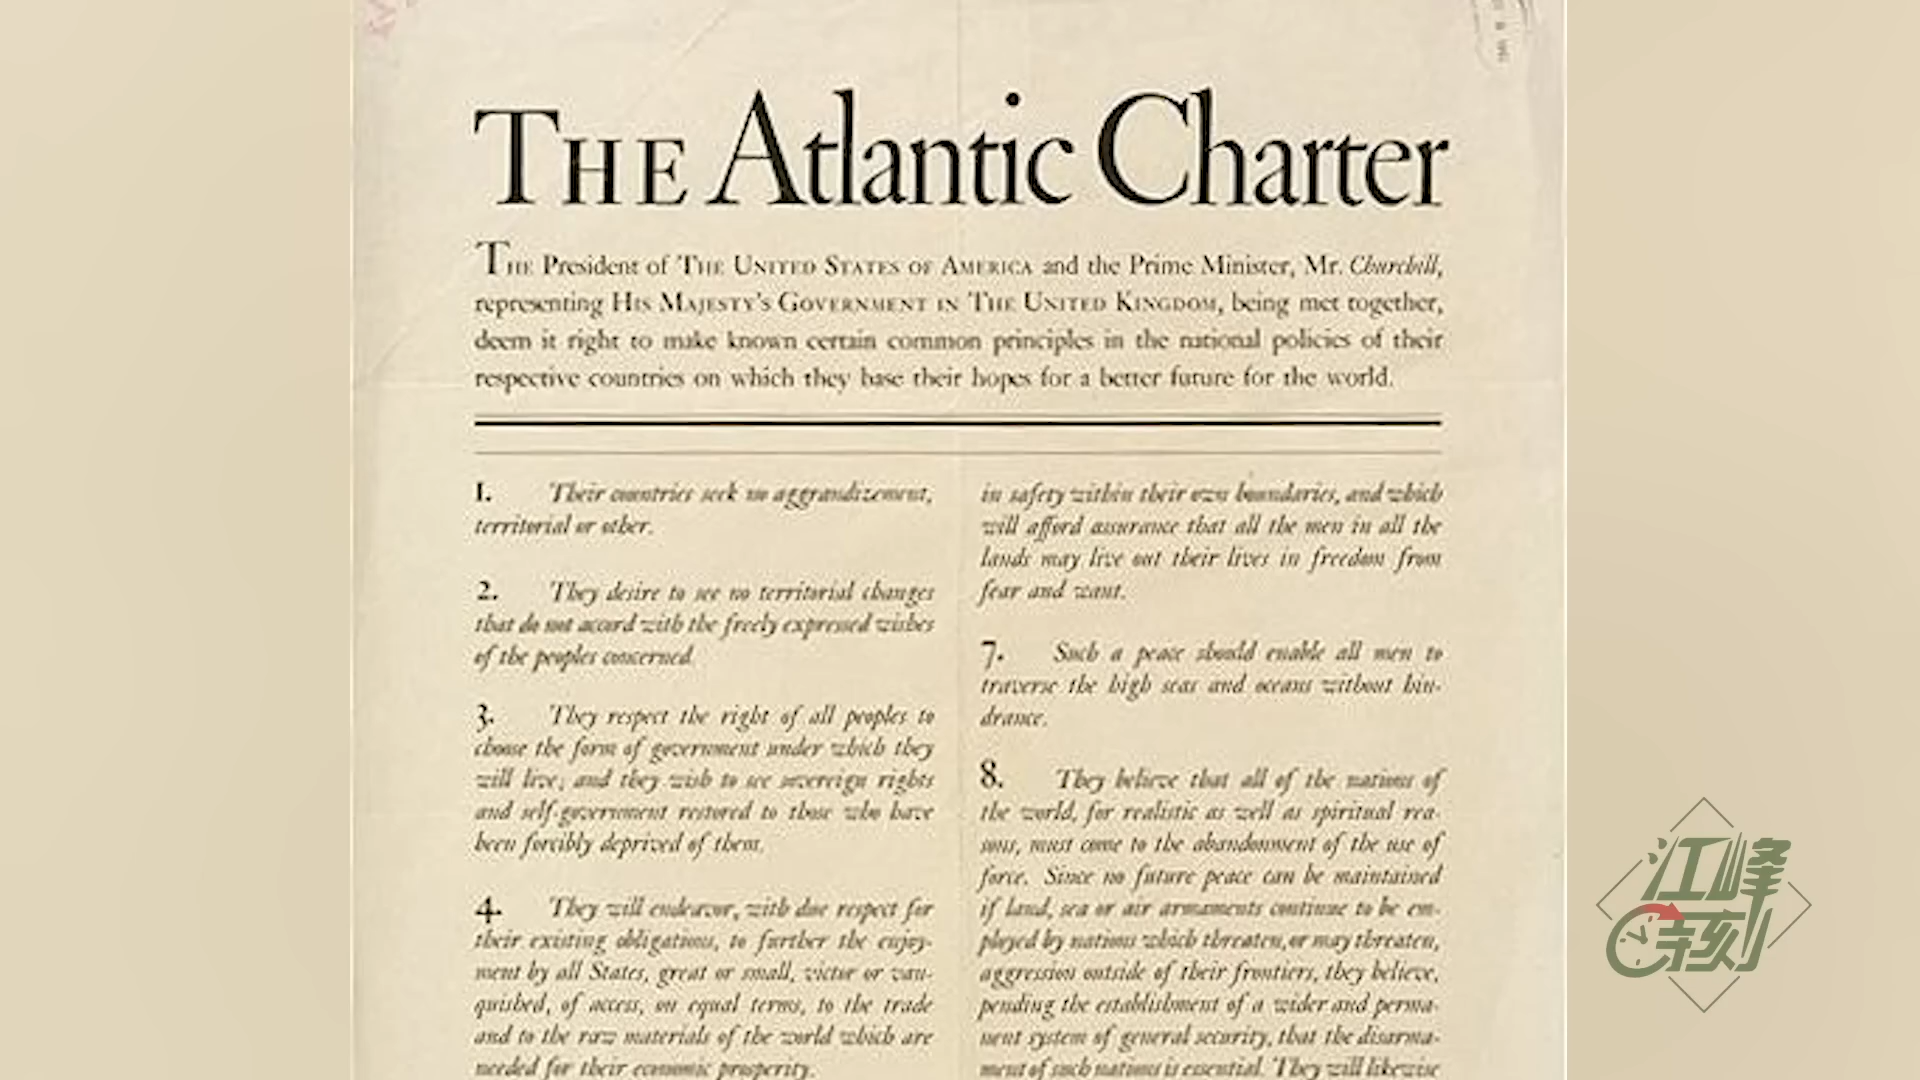 THE Atlantic Charter
THE President of THE UNITED STATES OF AMERICA and the Prime Minister, Mr. Churchill,
representing HIS MAJESTY'S GOVERNMENT IN THE UNITED KINGDOM, being met together,
deem it right to make known certain common principles in the national policies of their
respective countries on which they base their hopes for a better future for the world.
1. Their countries seek no aggrandizement,
territorial or other.
2. They desire to see no territorial changes
that do not accord with the freely expressed wishes
of the peoples concerned.
3. They respect the right of all peoples to
choose the form of government under which they
will live; and they wish to see sovereign rights
and self-government restored to those who have
been forcibly deprived of them.
4. They will endeavor, with due respect for
their existing obligations, to further the enjoy-
ment by all States, great or small, victor or van-
quished, of access, on equal terms, to the trade
and to the raw materials of the world which are
needed for their economic prosperity.
in safety within their own boundaries, and which
will afford assurance that all the men in all the
lands may live out their lives in freedom from
fear and want.
7. Such a peace should enable all men to
traverse the high seas and oceans without hin-
drance.
8. They believe that all of the nations of
the world, for realistic as well as spiritual rea-
sons, must come to the abandonment of the use of
force. Since no future peace can be maintained
if land, sea or air armaments continue to be em-
ployed by nations which threaten, or may threaten,
aggression outside of their frontiers, they believe,
pending the establishment of a wider and perma-
nent system of general security, that the disarma-
ment of such nations is essential. They will likewise
江峰
时刻